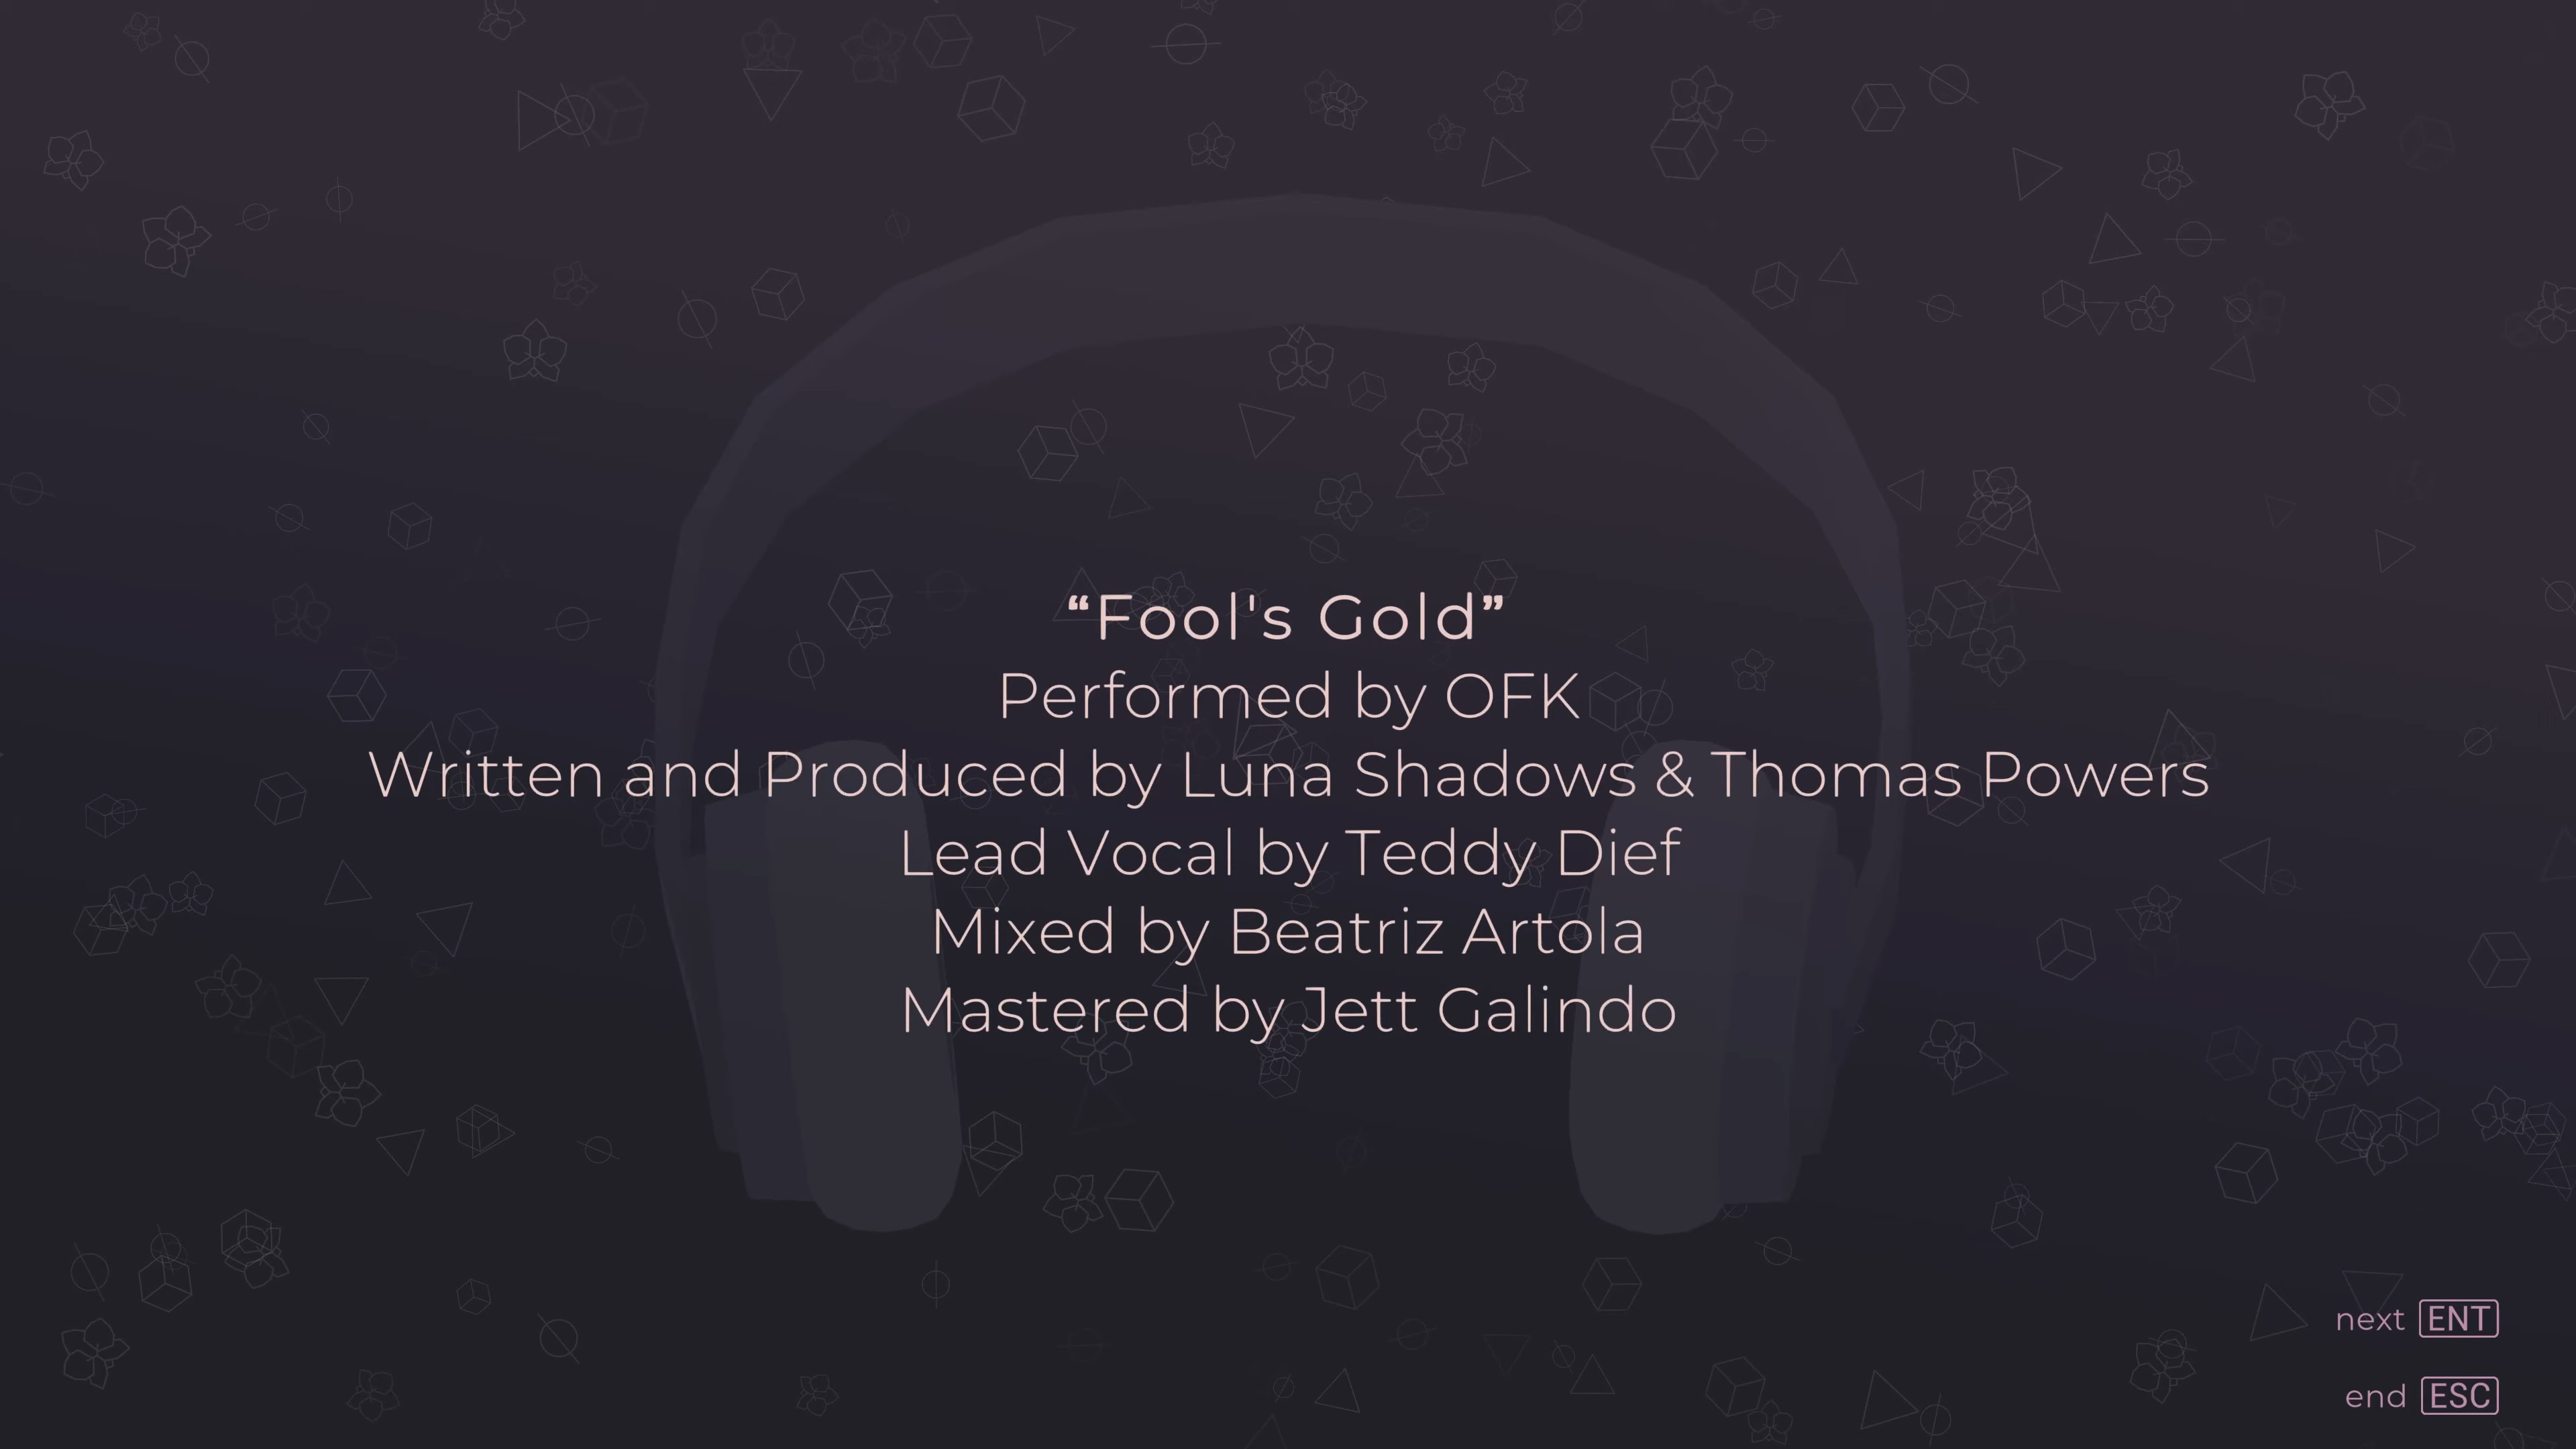 “Fool's Gold”
Performed by OFK
Written and Produced by Luna Shadows & Thomas Powers
Lead Vocal by Teddy Dief
Mixed by Beatriz Artola
Mastered by Jett Galindo
next ENT
end ESC